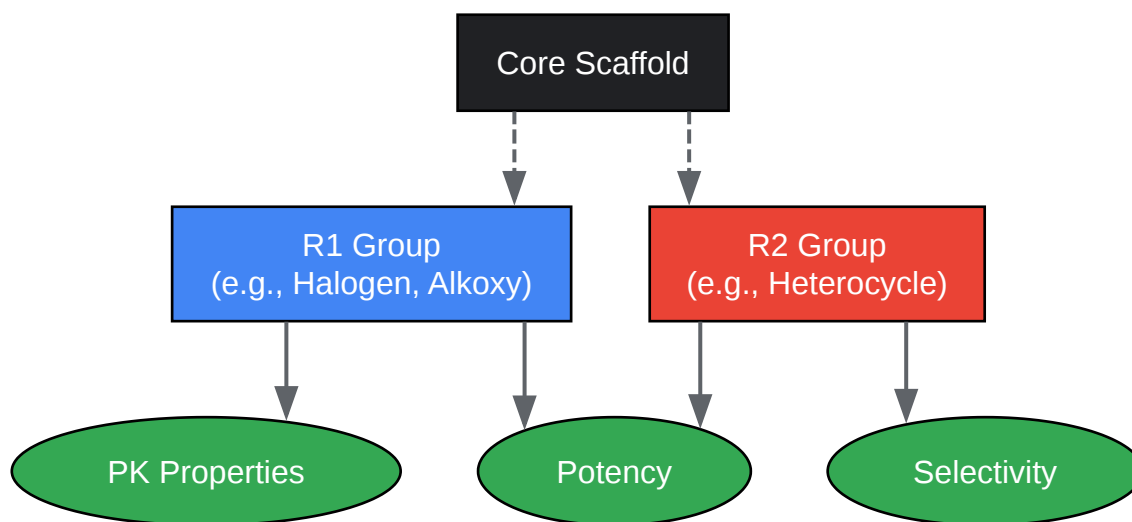 Core Scaffold
R1 Group
(e.g., Halogen, Alkoxy)
R2 Group
(e.g., Heterocycle)
PK Properties
Potency
Selectivity